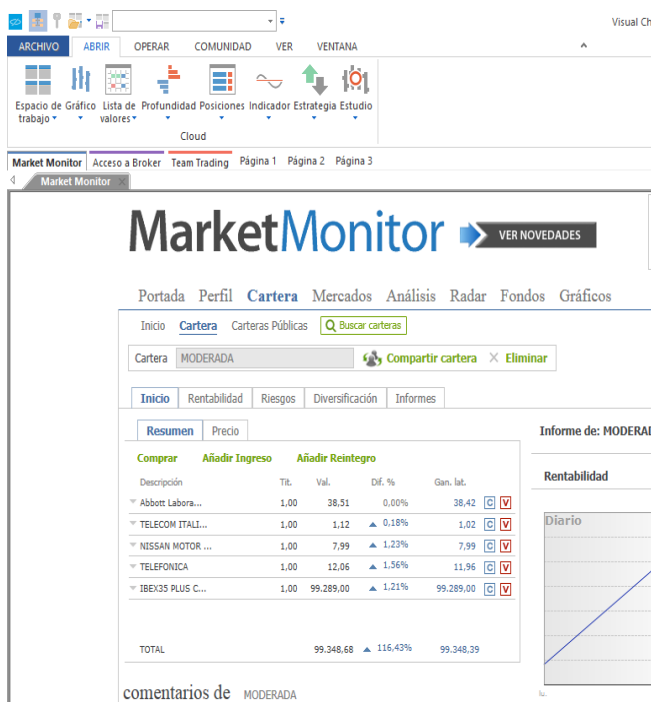 Visual Ch
ARCHIVO ABRIR OPERAR COMUNIDAD VER VENTANA
Espacio de trabajo Gráfico Lista de valores Profundidad Posiciones Indicador Estrategia Estudio
Cloud
Market Monitor Acceso a Broker Team Trading Página 1 Página 2 Página 3
Market Monitor
MarketMonitor VER NOVEDADES
Portada Perfil Cartera Mercados Análisis Radar Fondos Gráficos
Inicio Cartera Carteras Públicas Buscar carteras
Cartera MODERADA Compartir cartera Eliminar
Inicio Rentabilidad Riesgos Diversificación Informes
Resumen Precio
Informe de: MODERAD
Comprar Añadir Ingreso Añadir Reintegro
Rentabilidad
Descripción Tit. Val. Dif. % Gan. lat.
Abbott Labora... 1,00 38,51 0,00% 38,42 C V
Diario
TELECOM ITALI... 1,00 1,12 0,18% 1,02 C V
NISSAN MOTOR ... 1,00 7,99 1,23% 7,99 C V
TELEFONICA 1,00 12,06 1,56% 11,96 C V
IBEX35 PLUS C... 1,00 99.289,00 1,21% 99.289,00 C V
TOTAL 99.348,68 116,43% 99.348,39
comentarios de MODERADA
lu.